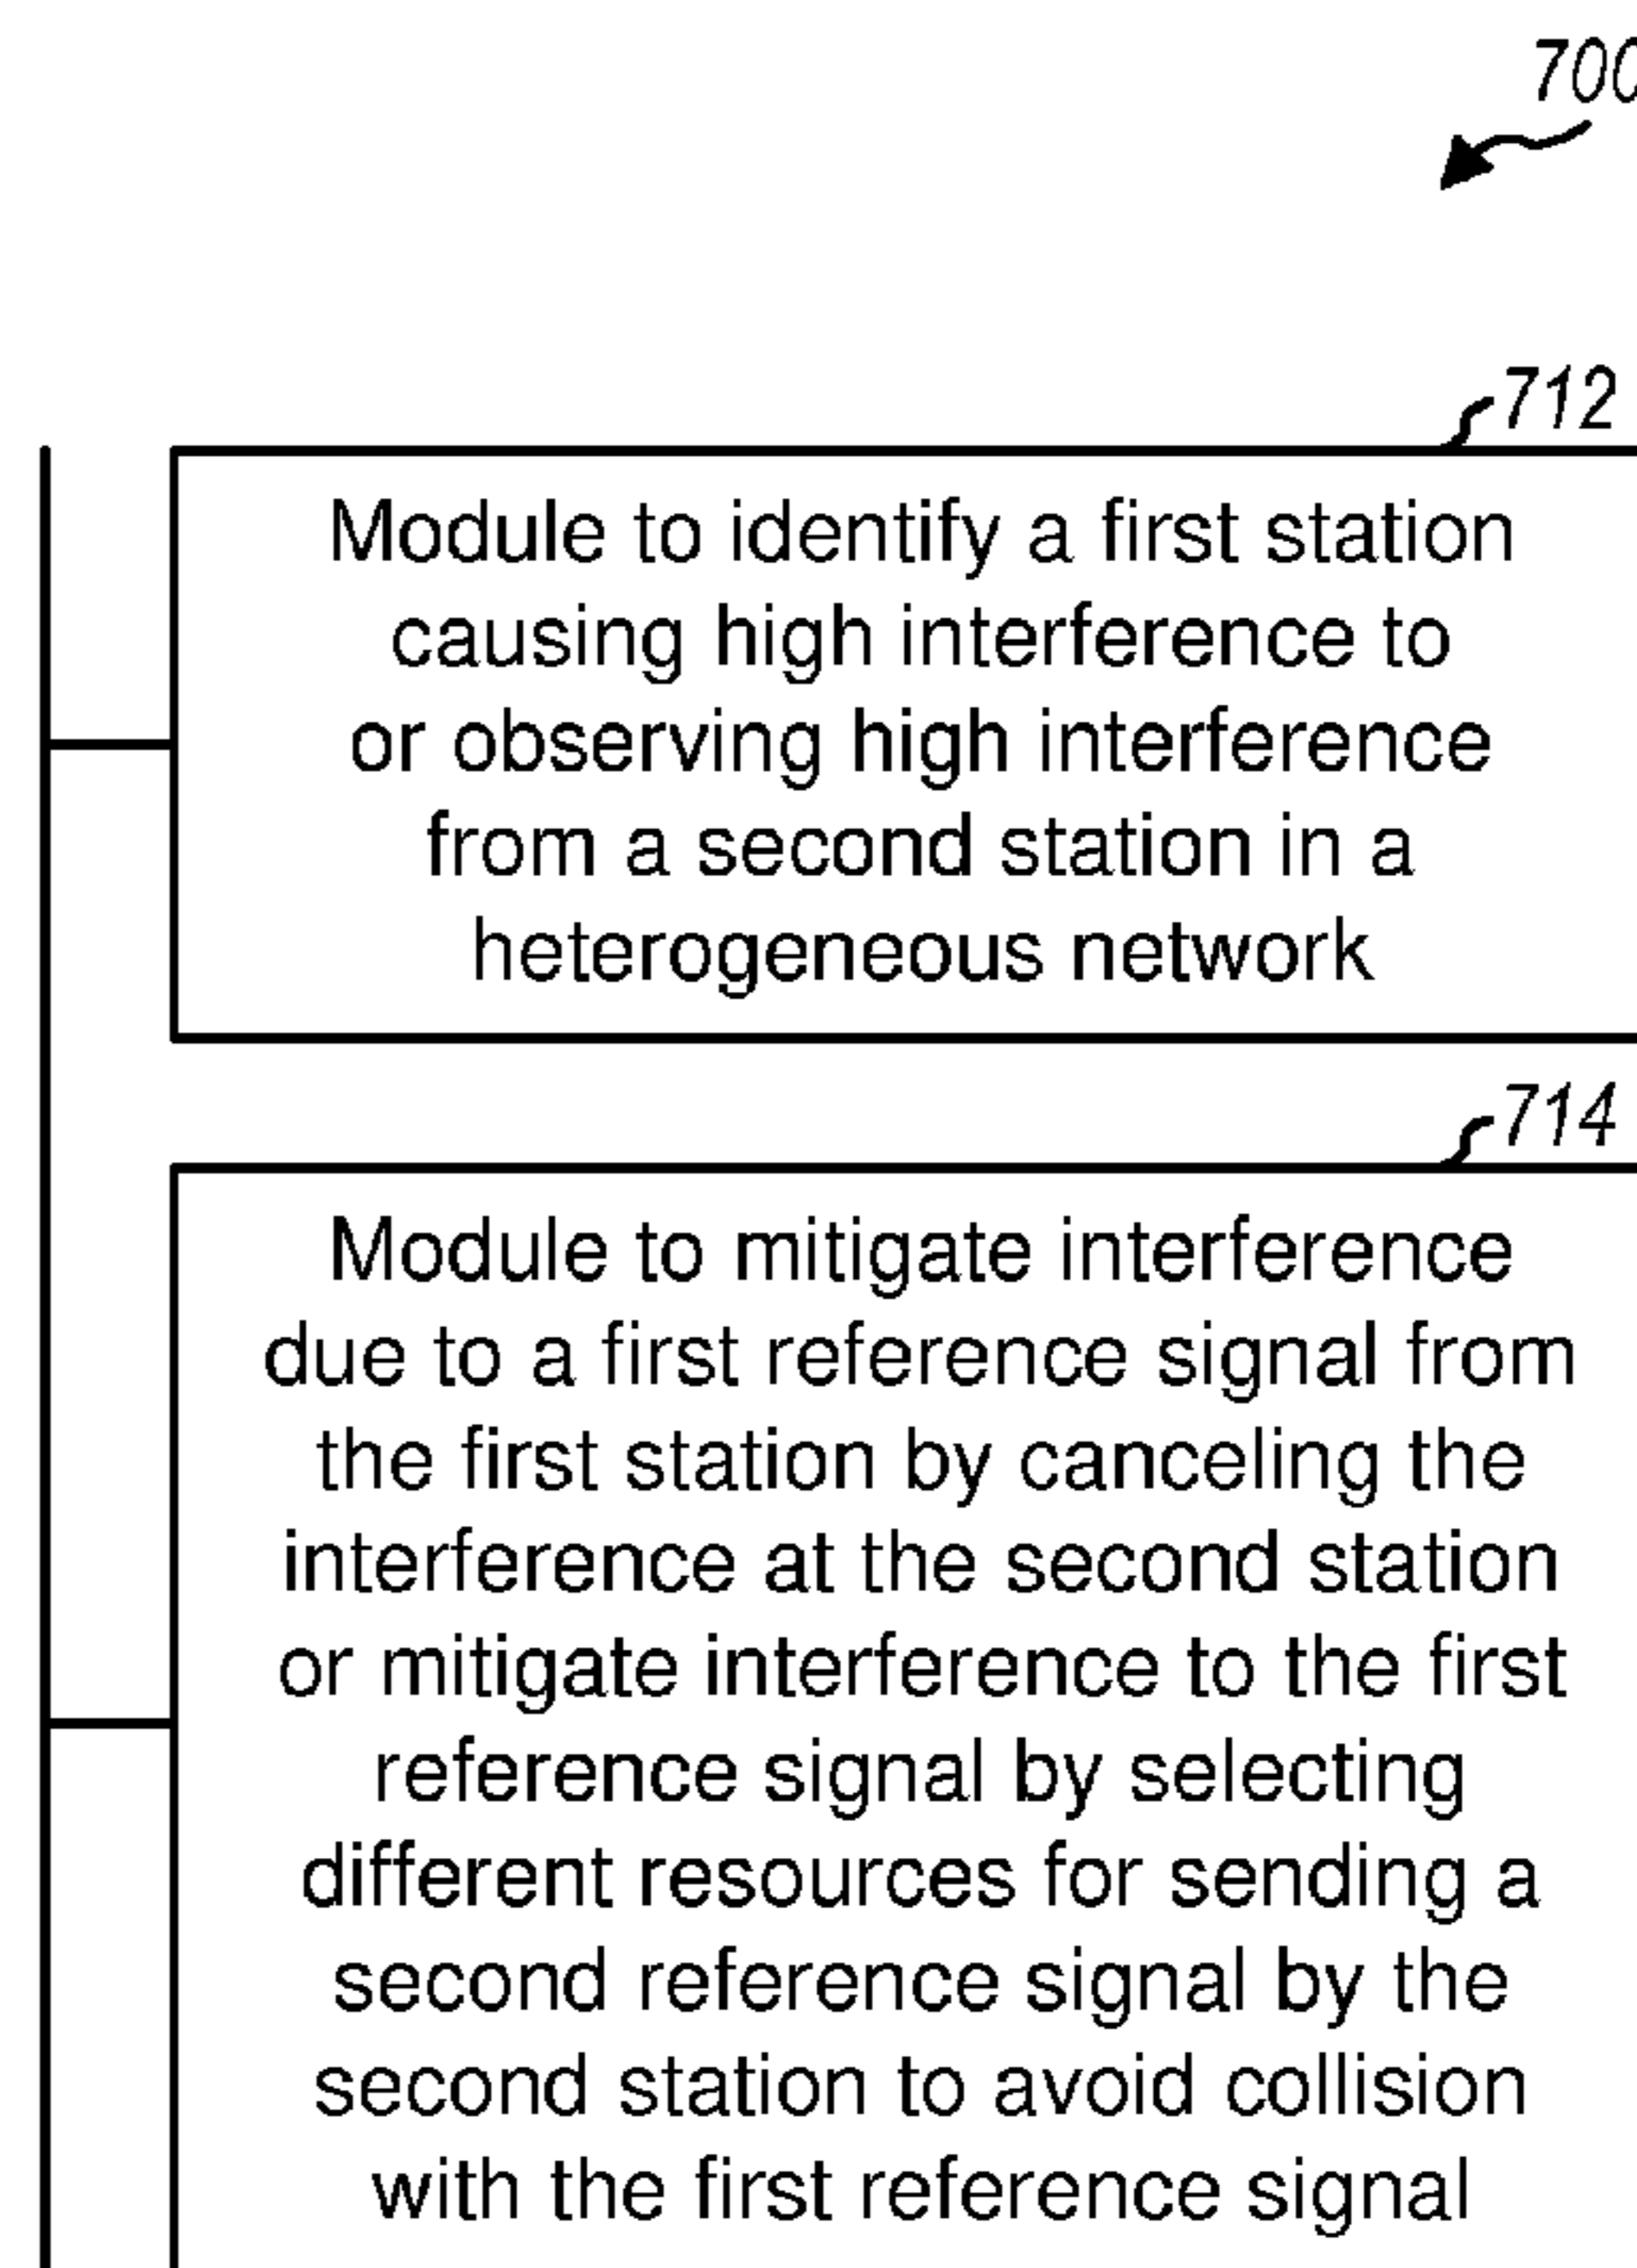 700
712
Module to identify a first station
causing high interference to
or observing high interference
from a second station in a
heterogeneous network
714
Module to mitigate interference
due to a first reference signal from
the first station by canceling the
interference at the second station
or mitigate interference to the first
reference signal by selecting
different resources for sending a
second reference signal by the
second station to avoid collision
with the first reference signal